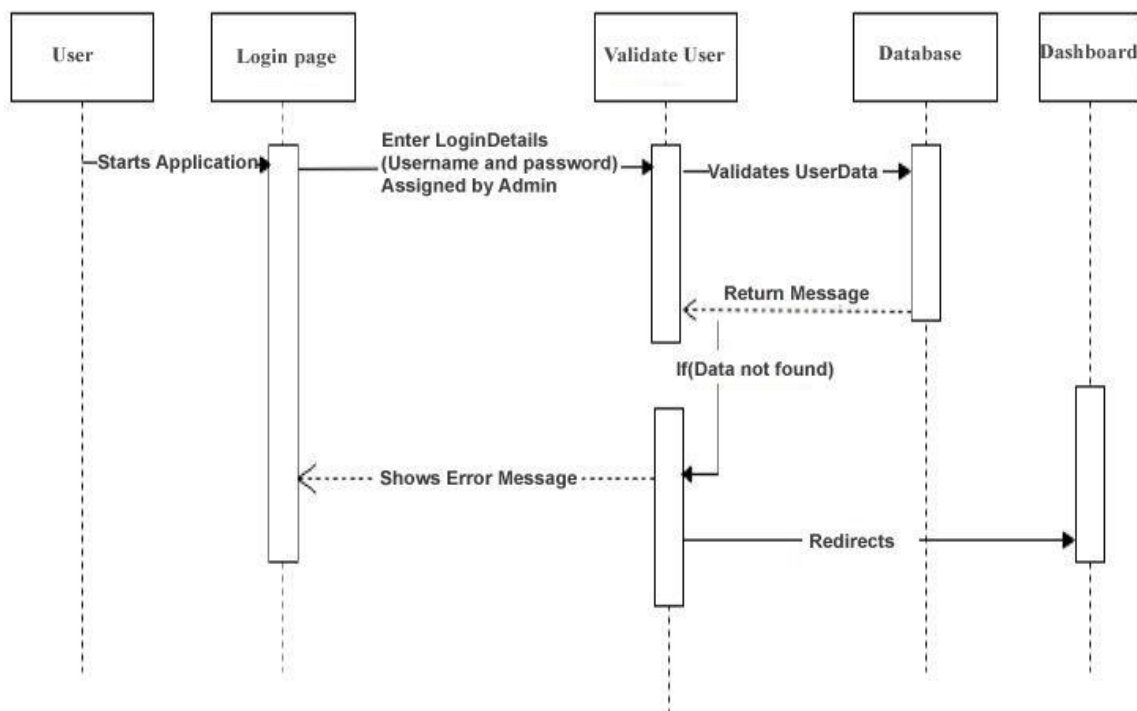 User
Login page
Validate User
Database
Dashboard
Starts Application
Enter LoginDetails
(Username and password)
Assigned by Admin
Validates UserData
Return Message
If(Data not found)
Shows Error Message
Redirects